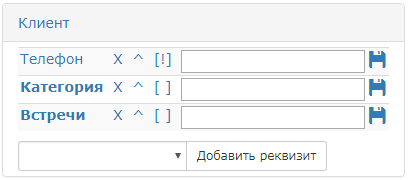 Клиент
Телефон X ^ [!]
Категория X ^ [ ]
Встречи X ^ [ ]
Добавить реквизит